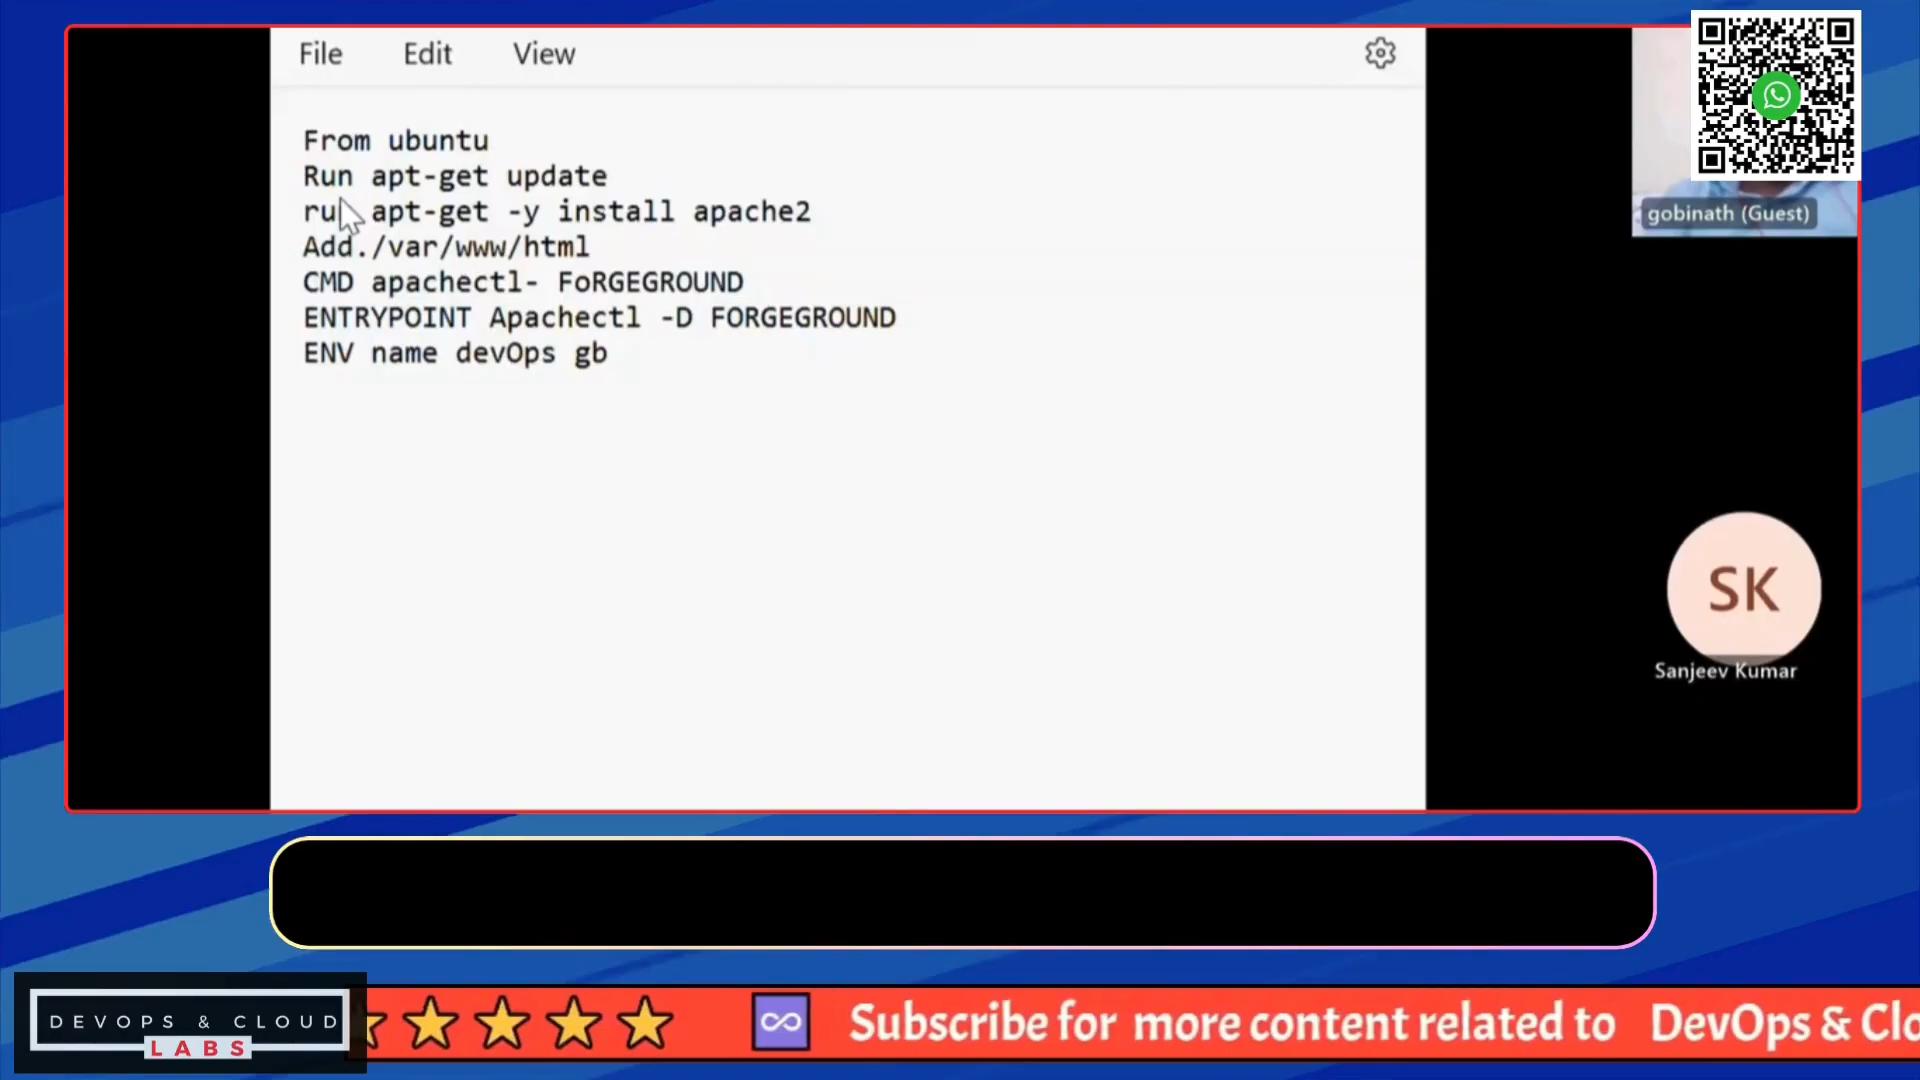 File Edit View
From ubuntu
Run apt-get update
ru apt-get -y install apache2
Add./var/www/html
CMD apachectl- FoRGEGROUND
ENTRYPOINT Apachectl -D FORGEGROUND
ENV name devOps gb
gobinath (Guest)
SK
Sanjeev Kumar
DEVOPS & CLOUD
LABS
Subscribe for more content related to DevOps & Clo